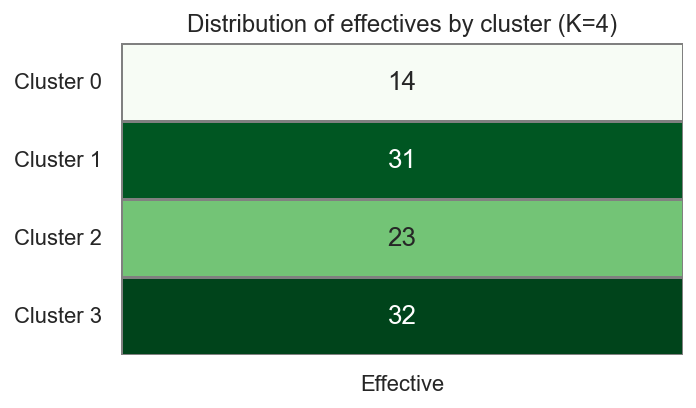 Distribution of effectives by cluster (K=4)
Cluster 0 14
Cluster 1 31
Cluster 2 23
Cluster 3 32
Effective